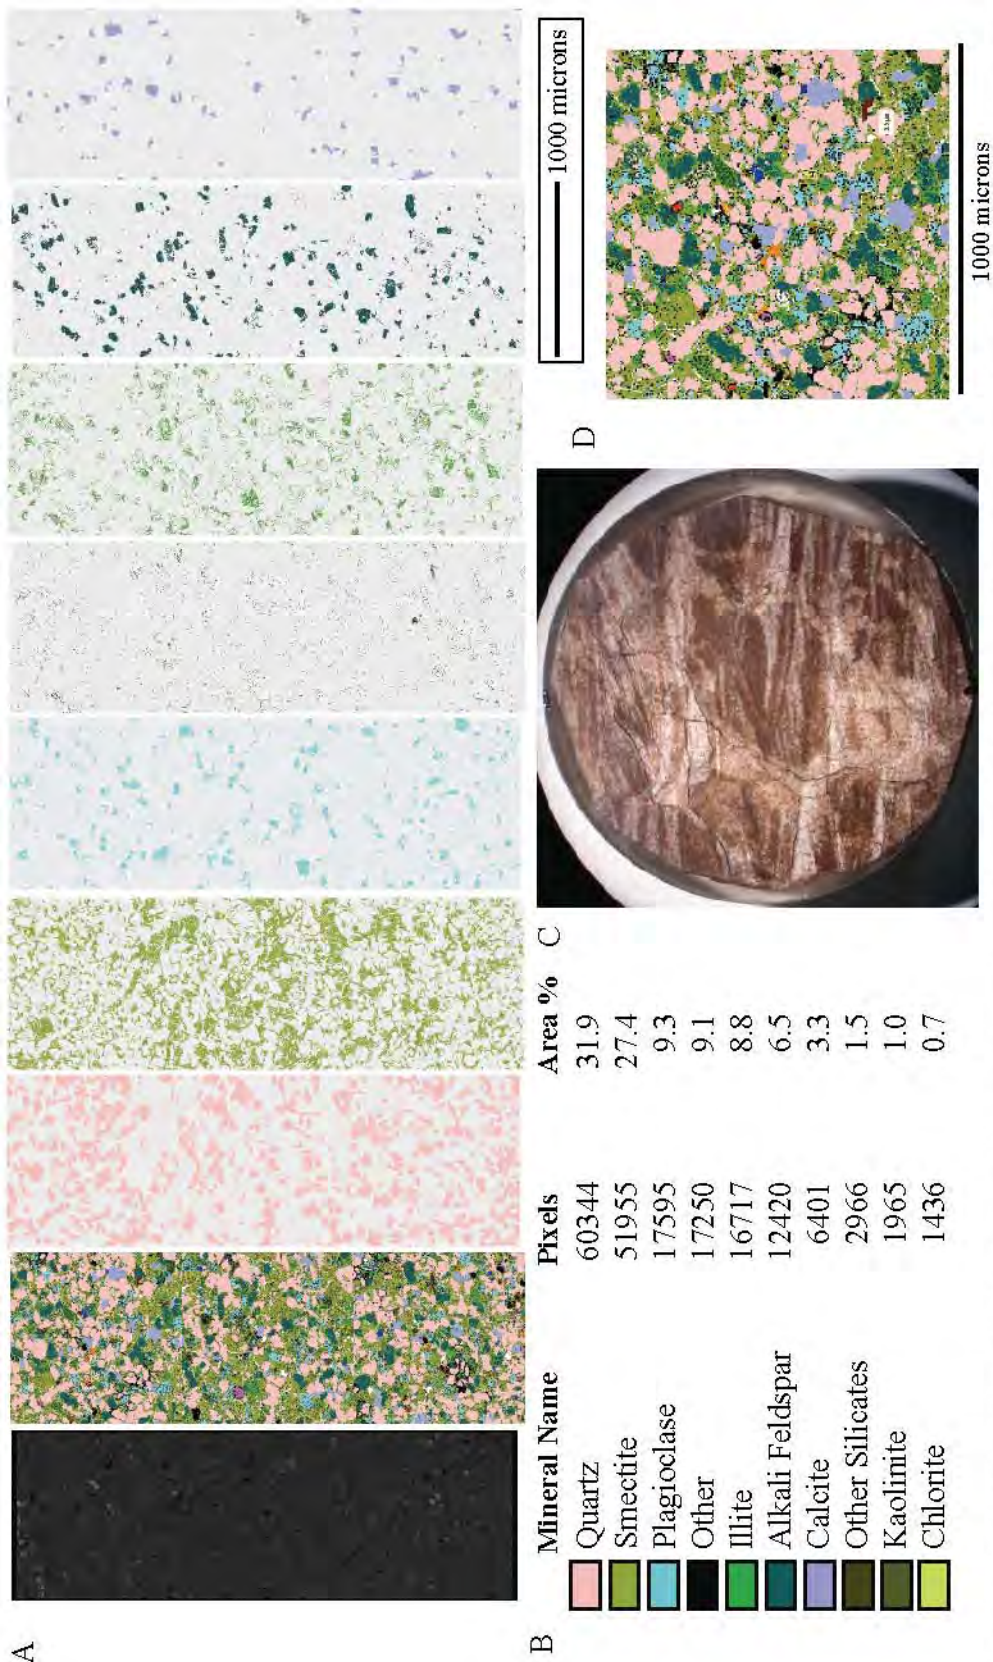 A
B
Mineral Name Pixels Area %
Quartz 60344 31.9
Smectite 51955 27.4
Plagioclase 17595 9.3
Other 17250 9.1
Illite 16717 8.8
Alkali Feldspar 12420 6.5
Calcite 6401 3.3
Other Silicates 2966 1.5
Kaolinite 1965 1.0
Chlorite 1436 0.7
C
D
1000 microns
1000 microns